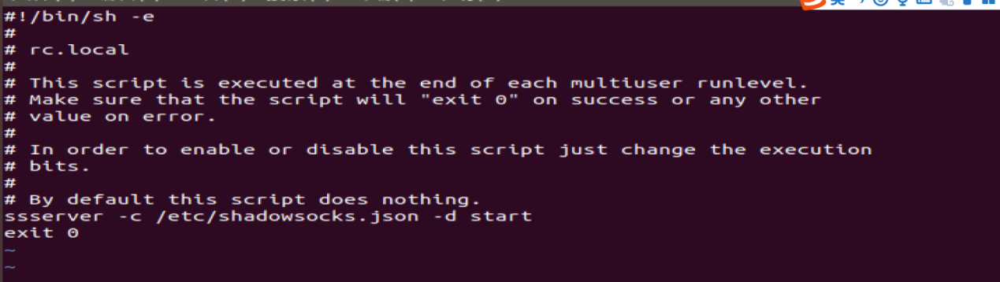 #!/bin/sh -e
#
# rc.local
#
# This script is executed at the end of each multiuser runlevel.
# Make sure that the script will "exit 0" on success or any other
# value on error.
#
# In order to enable or disable this script just change the execution
# bits.
#
# By default this script does nothing.
ssserver -c /etc/shadowsocks.json -d start
exit 0
~
~